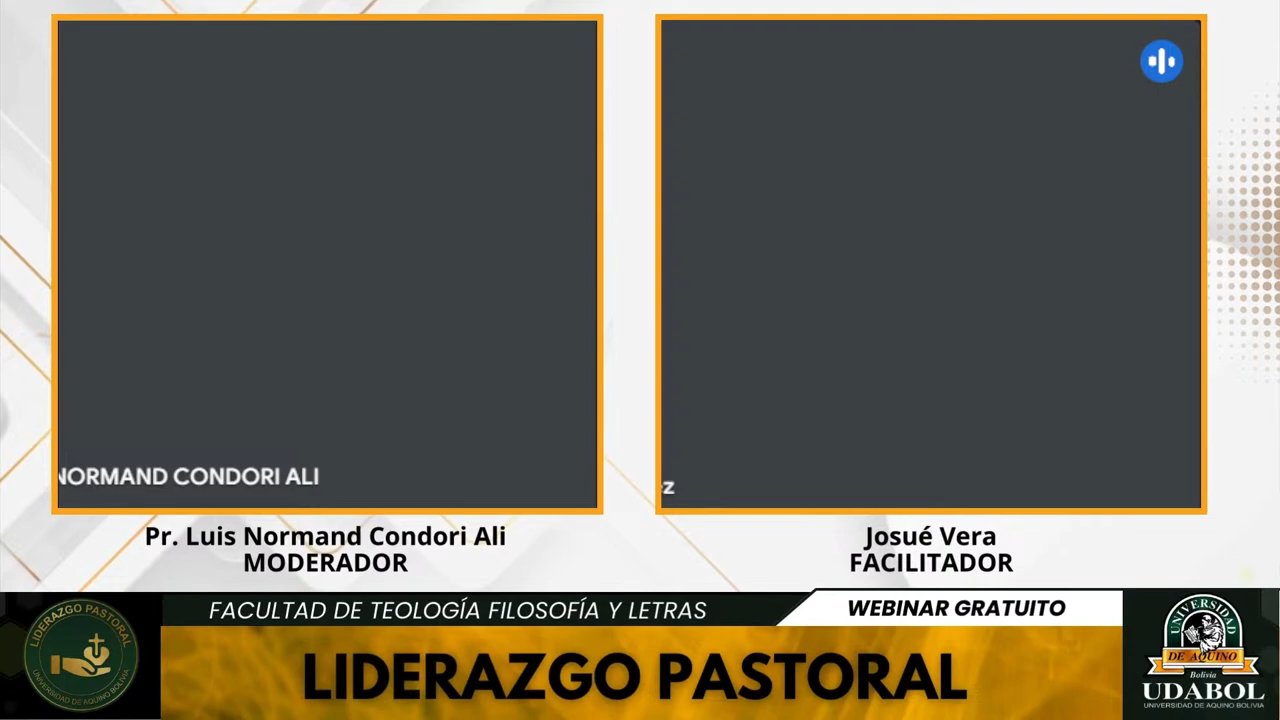 NORMAND CONDORI ALI
ez
Pr. Luis Normand Condori Ali
MODERADOR
Josué Vera
FACILITADOR
FACULTAD DE TEOLOGÍA FILOSOFÍA Y LETRAS
WEBINAR GRATUITO
LIDERAZGO PASTORAL
LIDERAZGO PASTORAL
UNIVERSIDAD DE AQUINO BOLIVIA
UNIVERSIDAD
DE AQUINO
Bolivia
UDABOL
UNIVERSIDAD DE AQUINO BOLIVIA